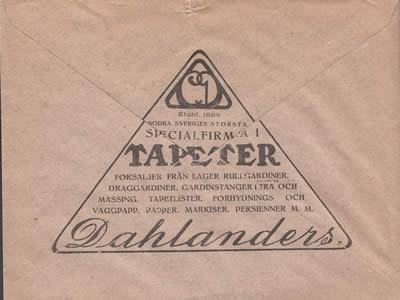 Etabl. 1884
SÖDRA SVERIGES STÖRSTA
SPECIALFIRMA I
TAPETER
FÖRSÄLJER FRÅN LAGER RULLGARDINER,
DRAGGARDINER, GARDINSTÄNGER I TRÄ OCH
MÄSSING, TAPETLISTER, FÖRHYDNINGS OCH
VÄGGPAPP, PAPPER, MARKISER, PERSIENNER M. M.
Dahlanders.